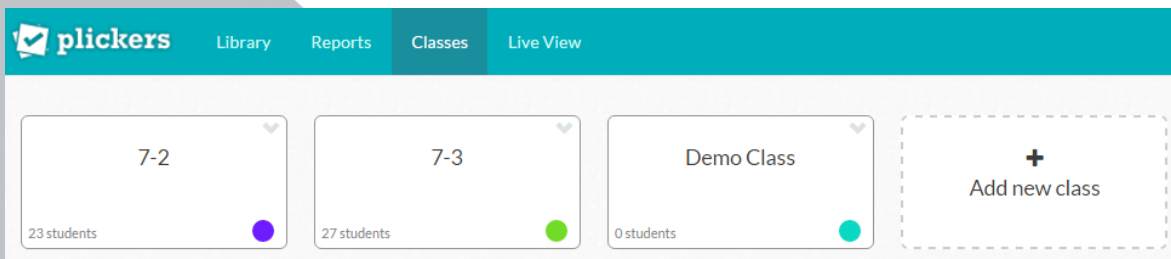 plickers Library Reports Classes Live View
7-2 7-3 Demo Class + Add new class
23 students 27 students 0 students